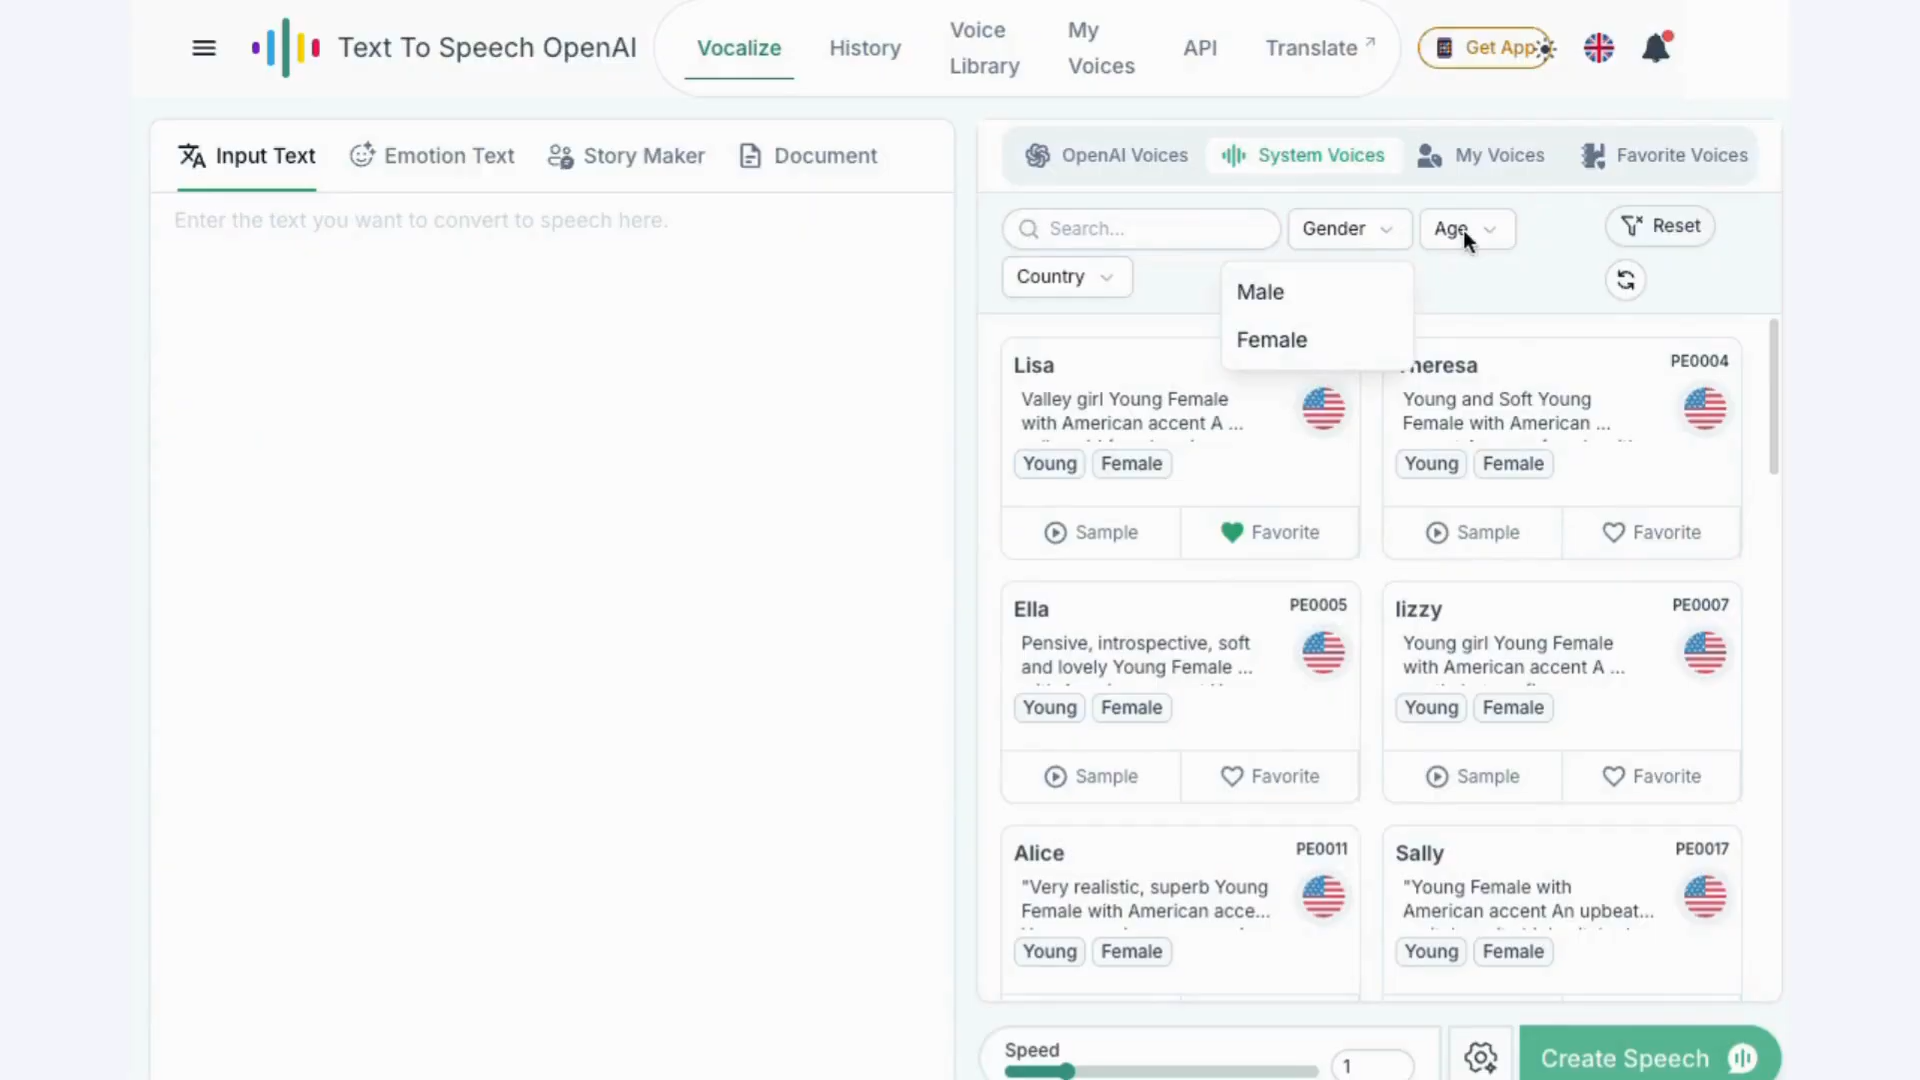 Text To Speech OpenAI
Vocalize
History
Voice
Library
My
Voices
API
Translate
Get App
Input Text
Emotion Text
Story Maker
Document
Enter the text you want to convert to speech here.
OpenAI Voices
System Voices
My Voices
Favorite Voices
Search...
Gender
Age
Reset
Country
Male
Female
Lisa
Valley girl Young Female
with American accent A ...
Young
Female
Sample
Favorite
Theresa
PE0004
Young and Soft Young
Female with American ...
Young
Female
Sample
Favorite
Ella
PE0005
Pensive, introspective, soft
and lovely Young Female ...
Young
Female
Sample
Favorite
lizzy
PE0007
Young girl Young Female
with American accent A ...
Young
Female
Sample
Favorite
Alice
PE0011
"Very realistic, superb Young
Female with American acce...
Young
Female
Sally
PE0017
"Young Female with
American accent An upbeat...
Young
Female
Speed
1
Create Speech